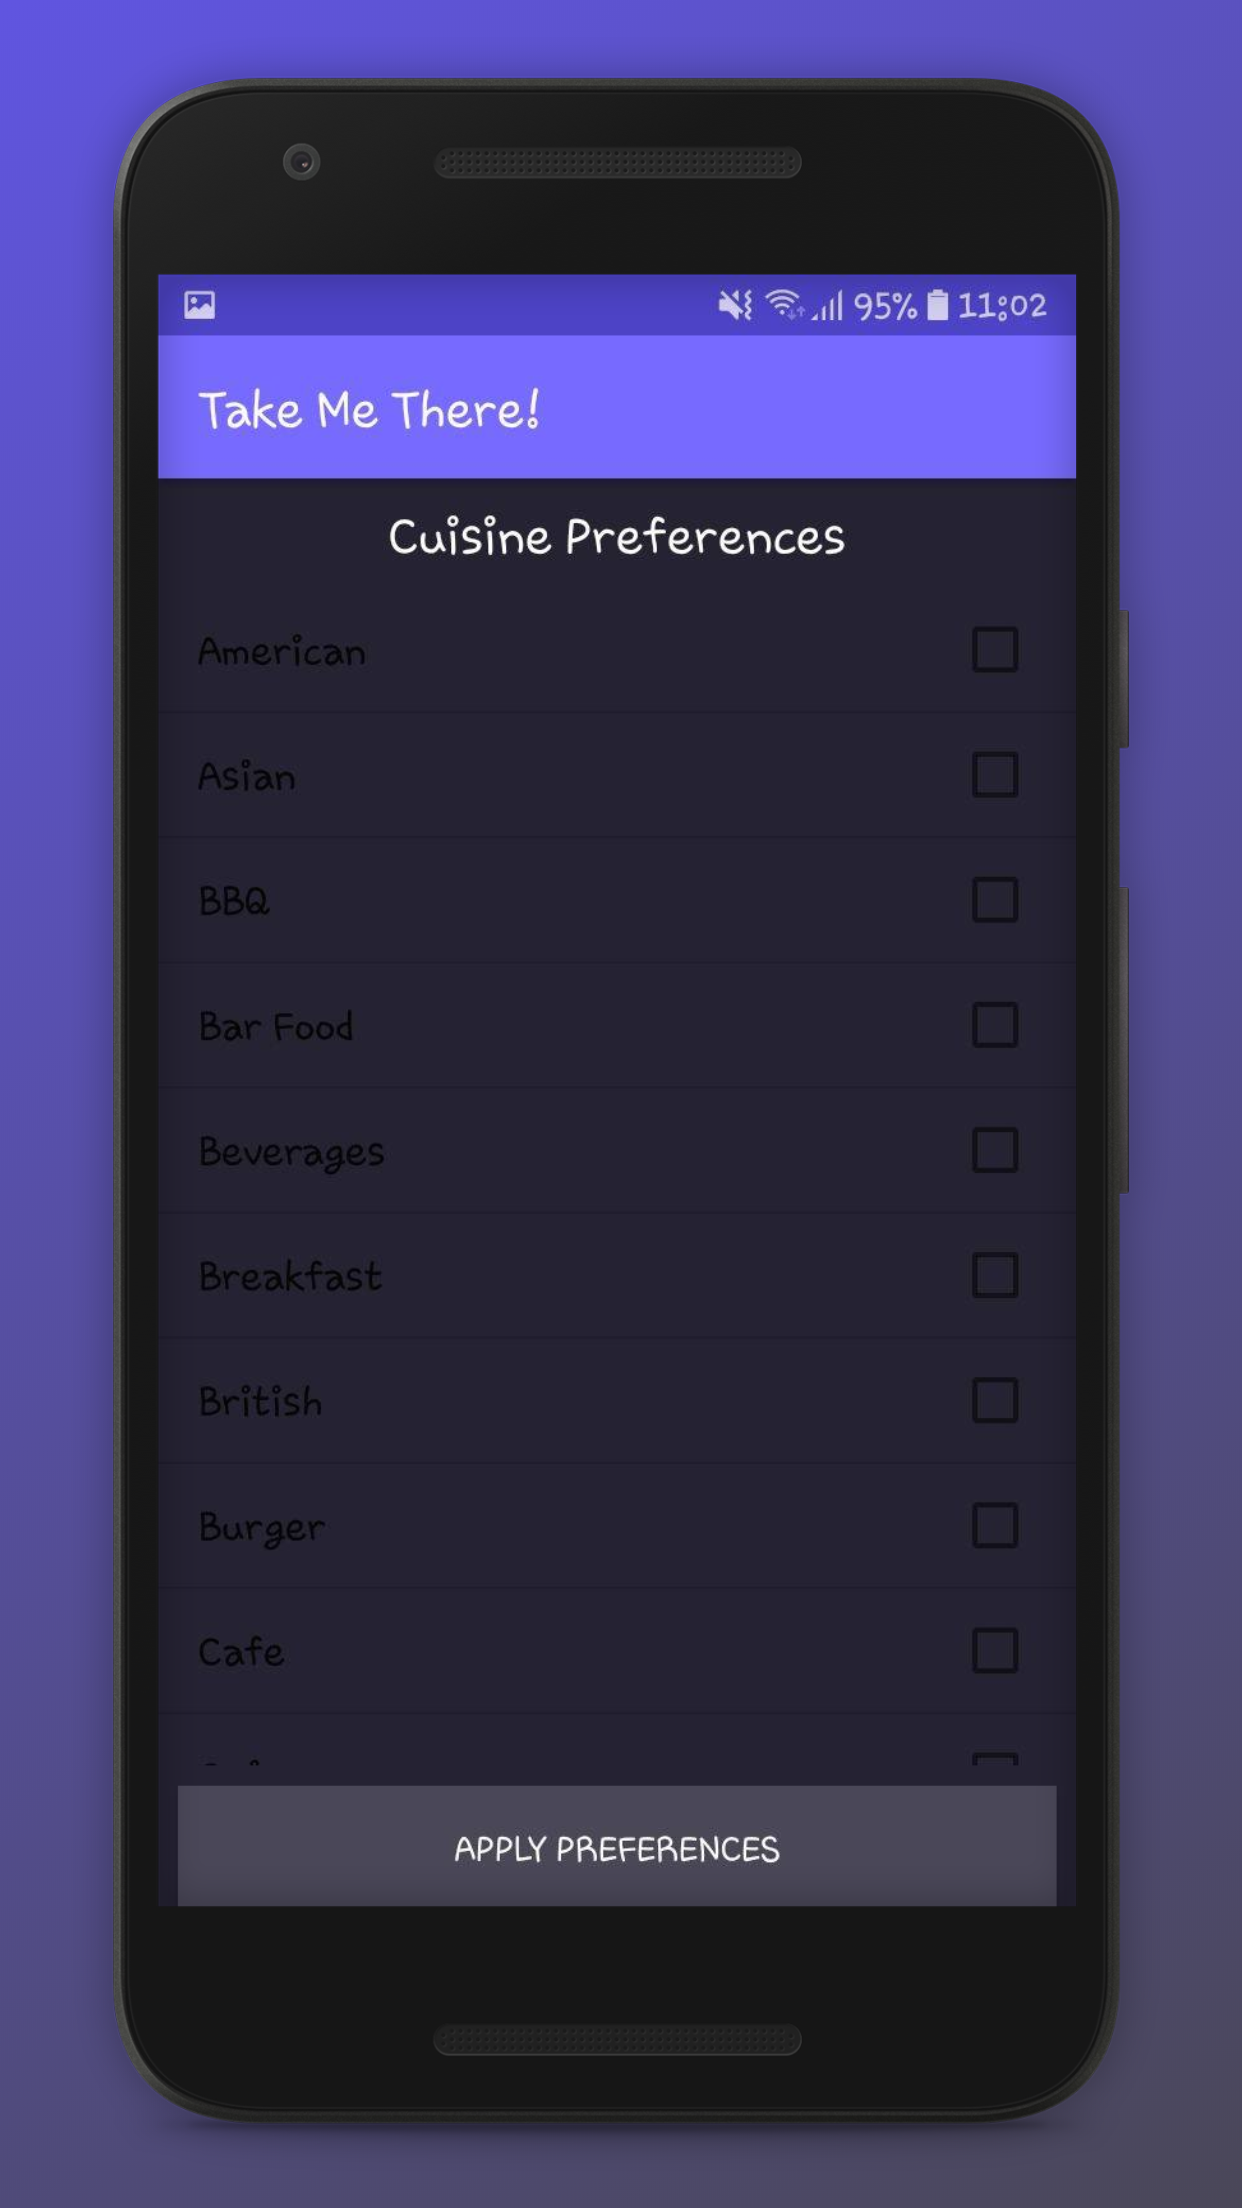 95% 11:02
Take Me There!
Cuisine Preferences
American
Asian
BBQ
Bar Food
Beverages
Breakfast
British
Burger
Cafe
APPLY PREFERENCES